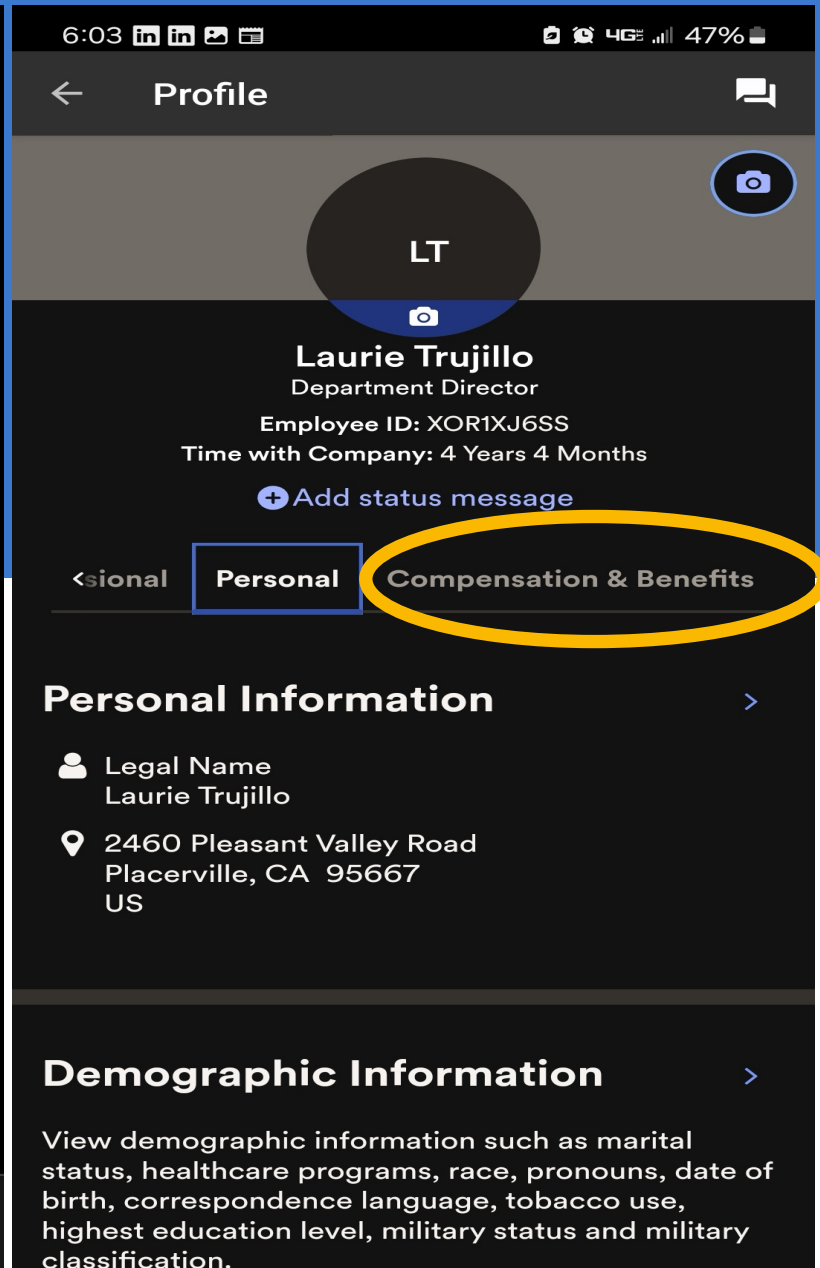 6:03 in in 4GE 47%
Profile
LT
Laurie Trujillo
Department Director
Employee ID: XOR1XJ6SS
Time with Company: 4 Years 4 Months
Add status message
sional Personal Compensation & Benefits
Personal Information
Legal Name
Laurie Trujillo
2460 Pleasant Valley Road
Placerville, CA 95667
US
Demographic Information
View demographic information such as marital
status, healthcare programs, race, pronouns, date of
birth, correspondence language, tobacco use,
highest education level, military status and military
classification.